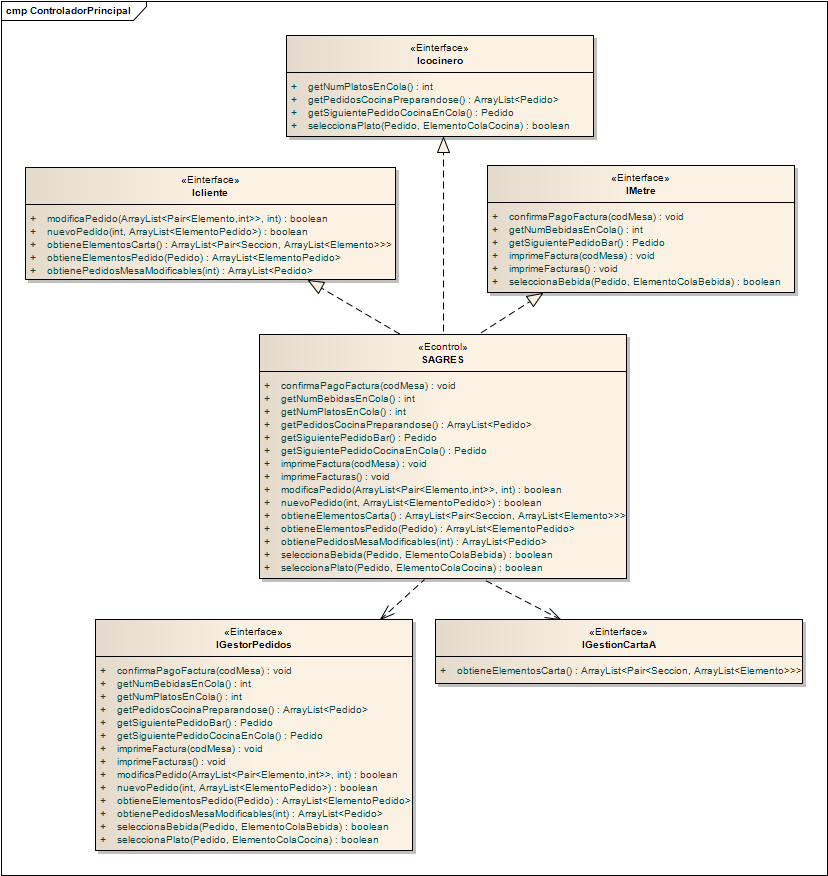 cmp ControladorPrincipal
«Einterface»
Icocinero
+ getNumPlatosEnCola() : int
+ getPedidosCocinaPreparandose() : ArrayList<Pedido>
+ getSiguientePedidoCocinaEnCola() : Pedido
+ seleccionaPlato(Pedido, ElementoColaCocina) : boolean
«Einterface»
Icliente
+ modificaPedido(ArrayList<Pair<Elemento,int>>, int) : boolean
+ nuevoPedido(int, ArrayList<ElementoPedido>) : boolean
+ obtieneElementosCarta() : ArrayList<Pair<Seccion, ArrayList<Elemento>>>
+ obtieneElementosPedido(Pedido) : ArrayList<ElementoPedido>
+ obtienePedidosMesaModificables(int) : ArrayList<Pedido>
«Einterface»
IMetre
+ confirmaPagoFactura(codMesa) : void
+ getNumBebidasEnCola() : int
+ getSiguientePedidoBar() : Pedido
+ imprimeFactura(codMesa) : void
+ imprimeFacturas() : void
+ seleccionaBebida(Pedido, ElementoColaBebida) : boolean
«Econtrol»
SAGRES
+ confirmaPagoFactura(codMesa) : void
+ getNumBebidasEnCola() : int
+ getNumPlatosEnCola() : int
+ getPedidosCocinaPreparandose() : ArrayList<Pedido>
+ getSiguientePedidoBar() : Pedido
+ getSiguientePedidoCocinaEnCola() : Pedido
+ imprimeFactura(codMesa) : void
+ imprimeFacturas() : void
+ modificaPedido(ArrayList<Pair<Elemento,int>>, int) : boolean
+ nuevoPedido(int, ArrayList<ElementoPedido>) : boolean
+ obtieneElementosCarta() : ArrayList<Pair<Seccion, ArrayList<Elemento>>>
+ obtieneElementosPedido(Pedido) : ArrayList<ElementoPedido>
+ obtienePedidosMesaModificables(int) : ArrayList<Pedido>
+ seleccionaBebida(Pedido, ElementoColaBebida) : boolean
+ seleccionaPlato(Pedido, ElementoColaCocina) : boolean
«Einterface»
IGestorPedidos
+ confirmaPagoFactura(codMesa) : void
+ getNumBebidasEnCola() : int
+ getNumPlatosEnCola() : int
+ getPedidosCocinaPreparandose() : ArrayList<Pedido>
+ getSiguientePedidoBar() : Pedido
+ getSiguientePedidoCocinaEnCola() : Pedido
+ imprimeFactura(codMesa) : void
+ imprimeFacturas() : void
+ modificaPedido(ArrayList<Pair<Elemento,int>>, int) : boolean
+ nuevoPedido(int, ArrayList<ElementoPedido>) : boolean
+ obtieneElementosPedido(Pedido) : ArrayList<ElementoPedido>
+ obtienePedidosMesaModificables(int) : ArrayList<Pedido>
+ seleccionaBebida(Pedido, ElementoColaBebida) : boolean
+ seleccionaPlato(Pedido, ElementoColaCocina) : boolean
«Einterface»
IGestionCartaA
+ obtieneElementosCarta() : ArrayList<Pair<Seccion, ArrayList<Elemento>>>